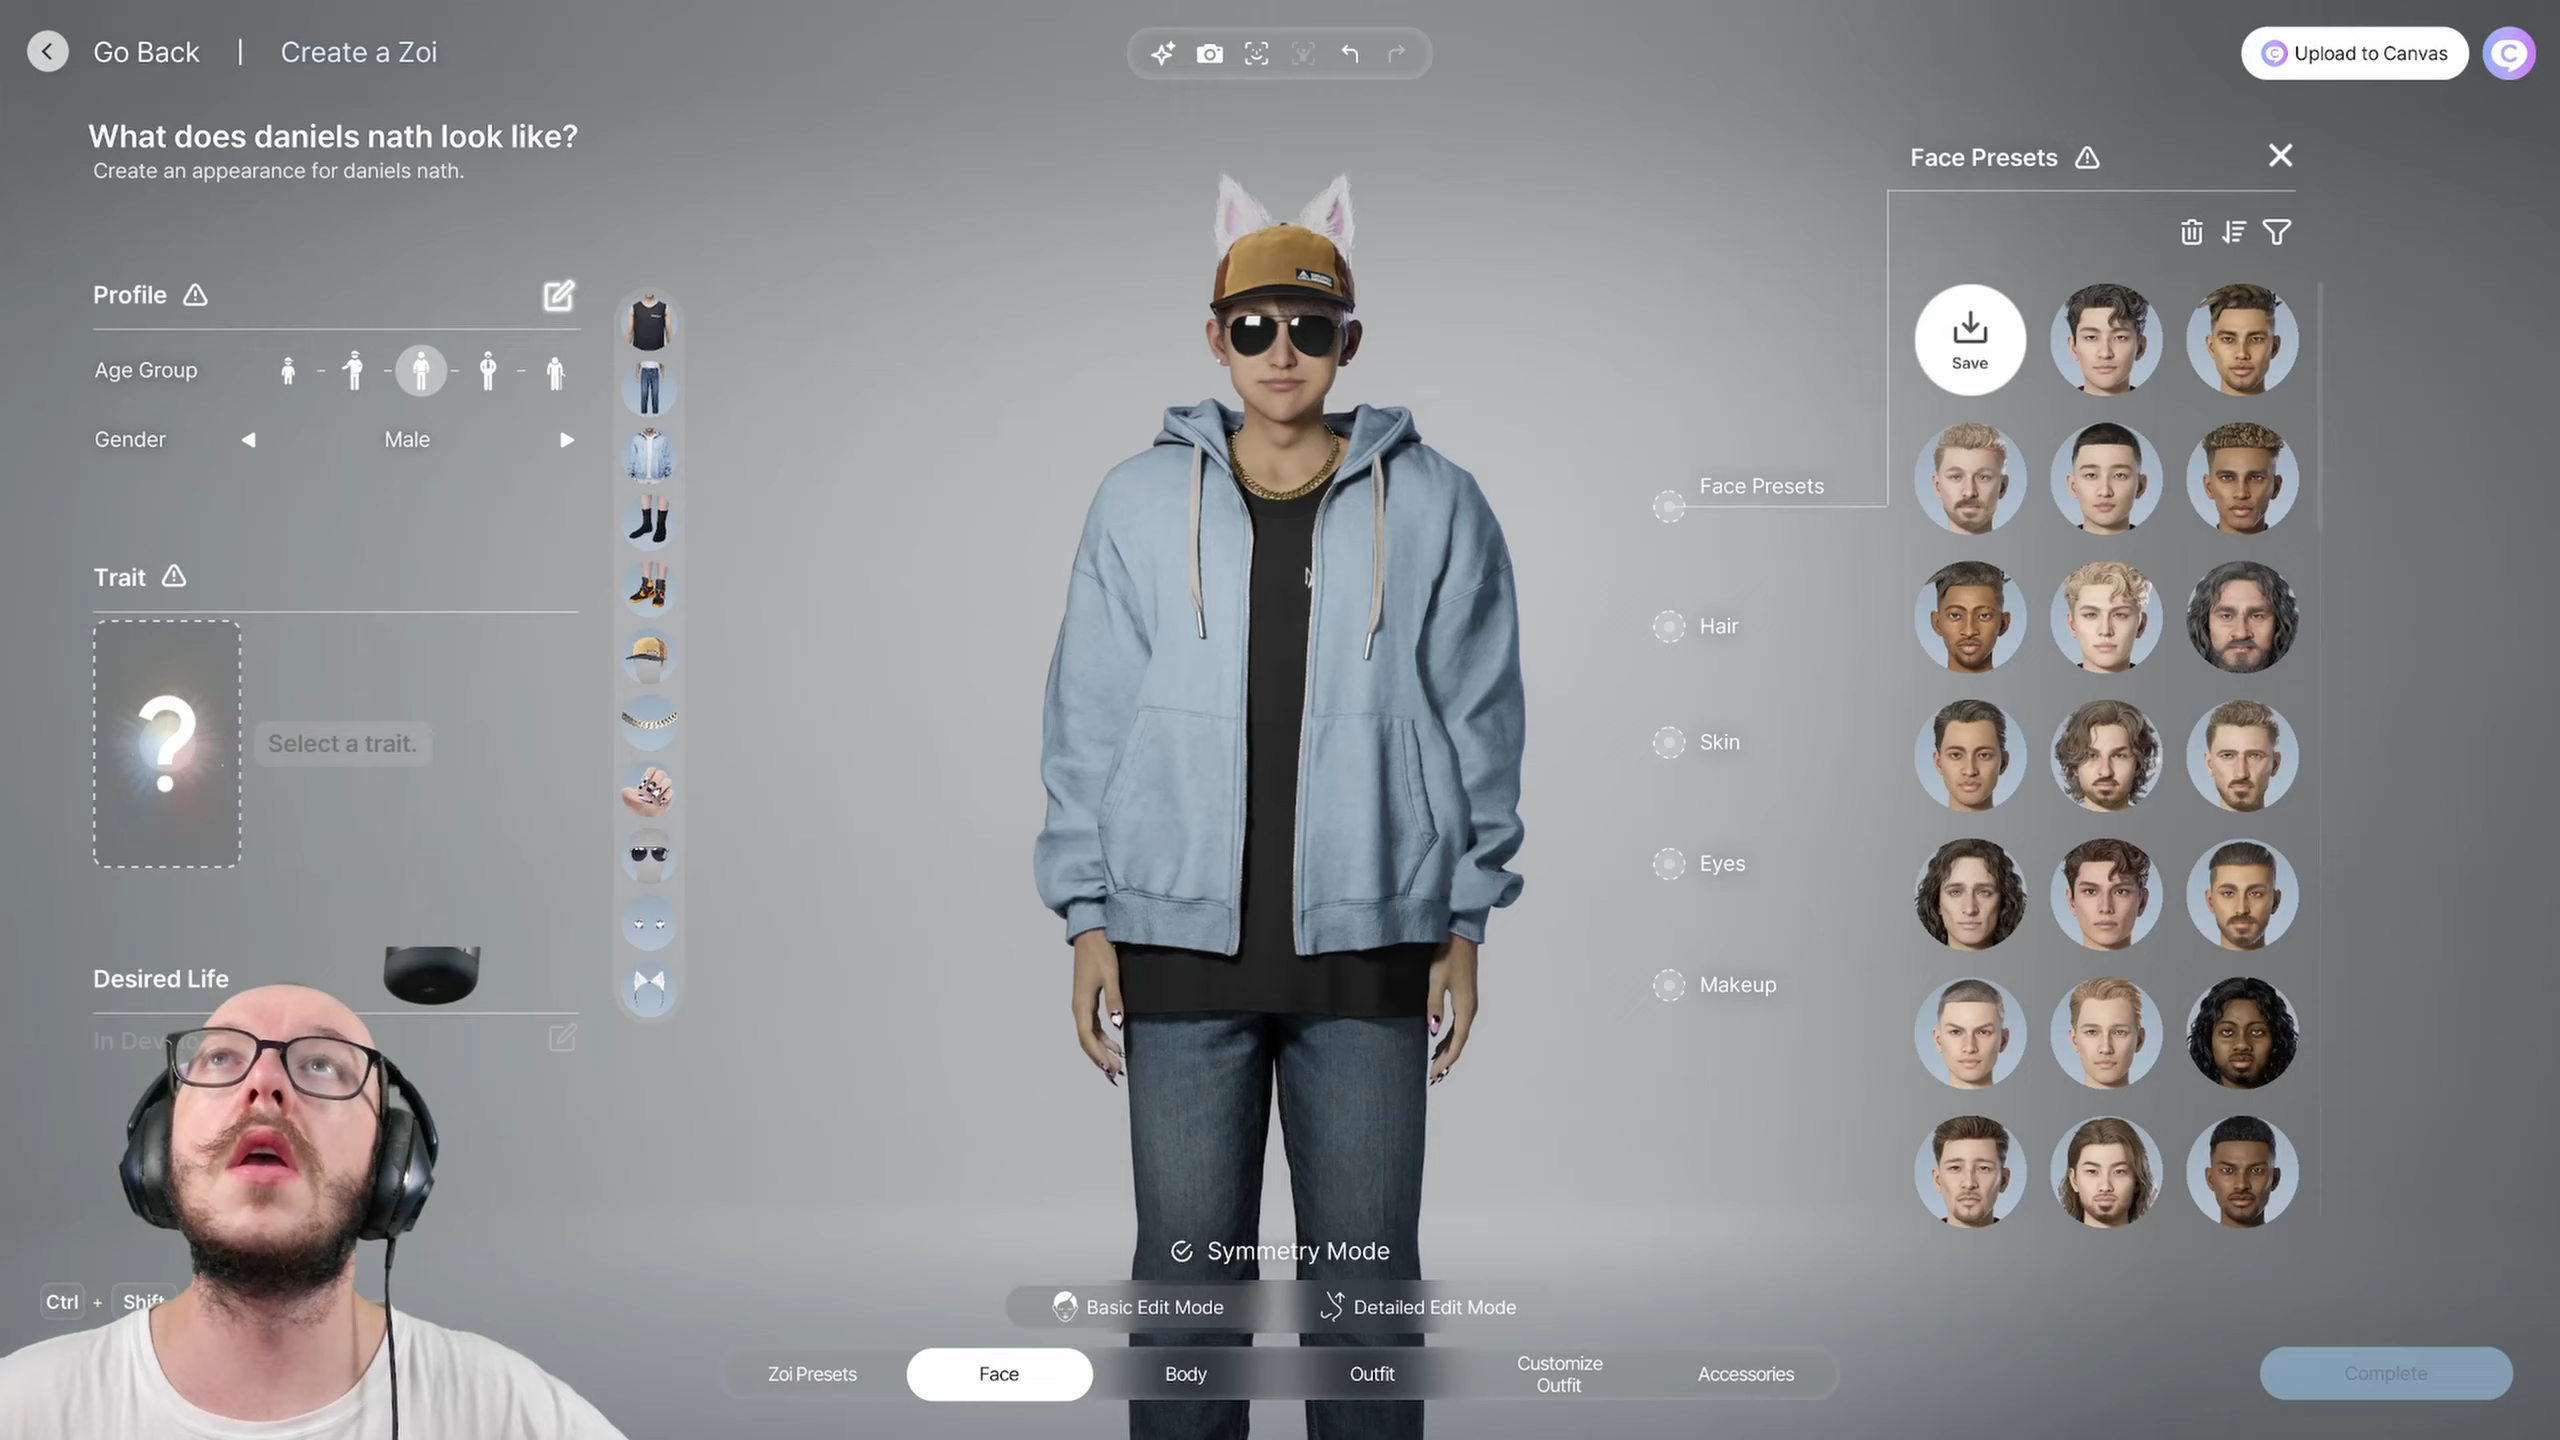 Go Back | Create a Zoi
Upload to Canvas
What does daniels nath look like?
Create an appearance for daniels nath.
Face Presets
Profile
Age Group
Gender Male
Save
Face Presets
Trait
Select a trait.
Hair
Skin
Eyes
Makeup
Desired Life
In Dev
Symmetry Mode
Ctrl + Shift
Basic Edit Mode
Detailed Edit Mode
Zoi Presets
Face
Body
Outfit
Customize
Outfit
Accessories
Complete